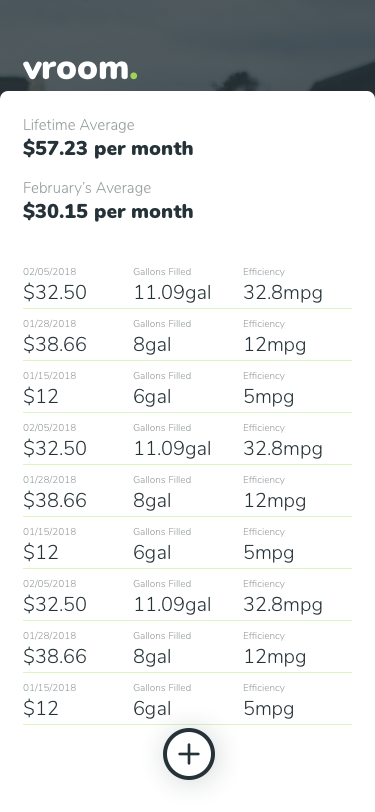 vroom.
Lifetime Average
$57.23 per month
February's Average
$30.15 per month
02/05/2018 Gallons Filled Efficiency
$32.50 11.09gal 32.8mpg
01/28/2018 Gallons Filled Efficiency
$38.66 8gal 12mpg
01/15/2018 Gallons Filled Efficiency
$12 6gal 5mpg
02/05/2018 Gallons Filled Efficiency
$32.50 11.09gal 32.8mpg
01/28/2018 Gallons Filled Efficiency
$38.66 8gal 12mpg
01/15/2018 Gallons Filled Efficiency
$12 6gal 5mpg
02/05/2018 Gallons Filled Efficiency
$32.50 11.09gal 32.8mpg
01/28/2018 Gallons Filled Efficiency
$38.66 8gal 12mpg
01/15/2018 Gallons Filled Efficiency
$12 6gal 5mpg